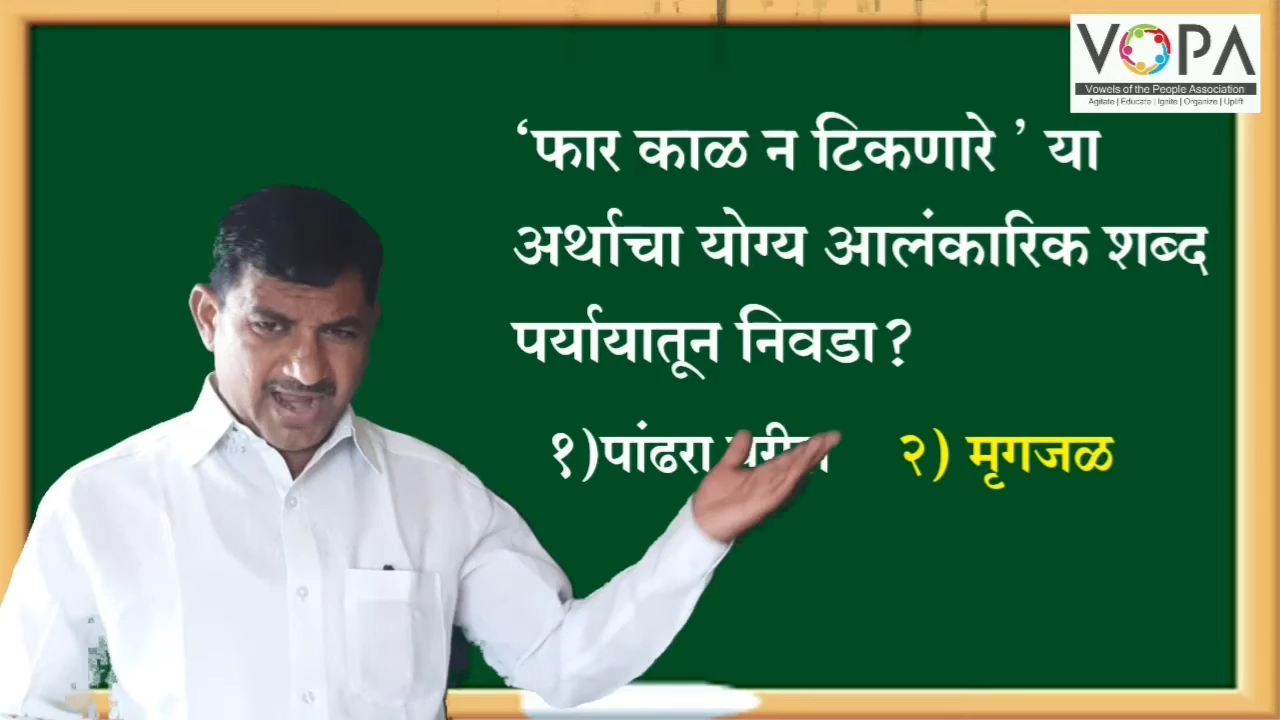 VOPA
Vowels of the People Association
Agitate | Educate | Ignite | Organize | Uplift
‘फार काळ न टिकणारे ’ या
अर्थाचा योग्य आलंकारिक शब्द
पर्यायातून निवडा?
१)पांढरा २) मृगजळ